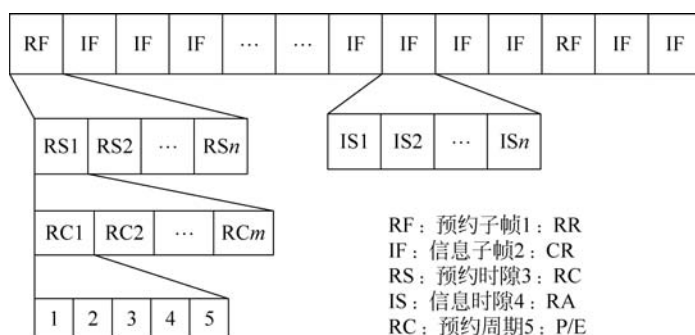 RF IF IF IF … … IF IF IF IF RF IF IF
RS1 RS2 … RSn
IS1 IS2 … ISn
RC1 RC2 … RCm
1 2 3 4 5
RF：预约子帧1：RR
IF：信息子帧2：CR
RS：预约时隙3：RC
IS：信息时隙4：RA
RC：预约周期5：P/E